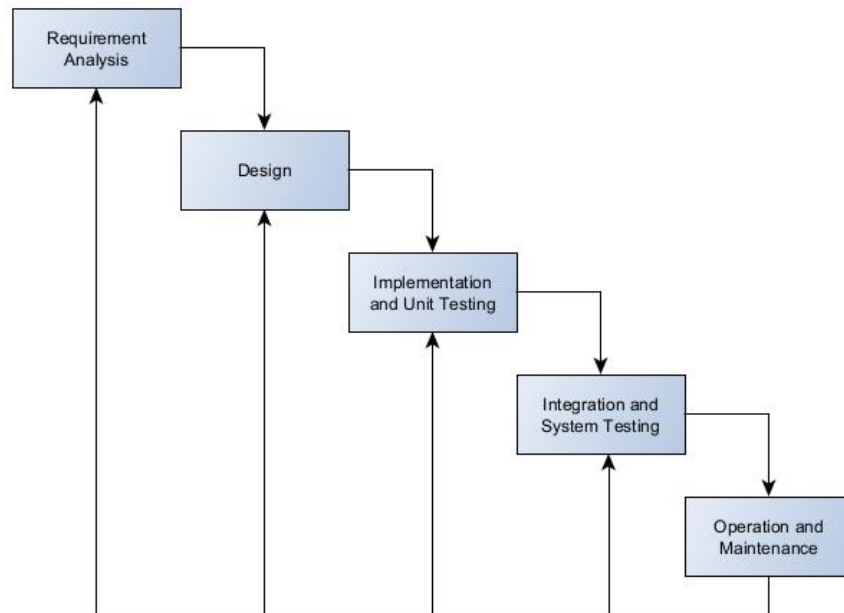 Requirement
Analysis
Design
Implementation
and Unit Testing
Integration and
System Testing
Operation and
Maintenance